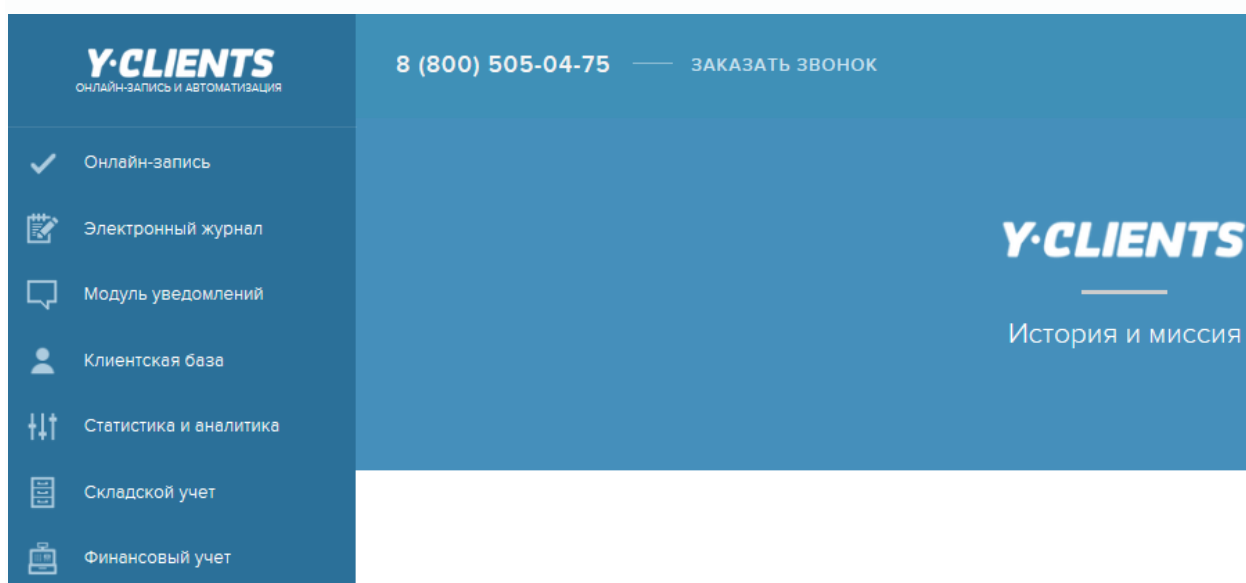 Y·CLIENTS
ОНЛАЙН-ЗАПИСЬ И АВТОМАТИЗАЦИЯ
8 (800) 505-04-75 ЗАКАЗАТЬ ЗВОНОК
Онлайн-запись
Электронный журнал
Модуль уведомлений
Клиентская база
Статистика и аналитика
Складской учет
Финансовый учет
Y·CLIENTS
История и миссия